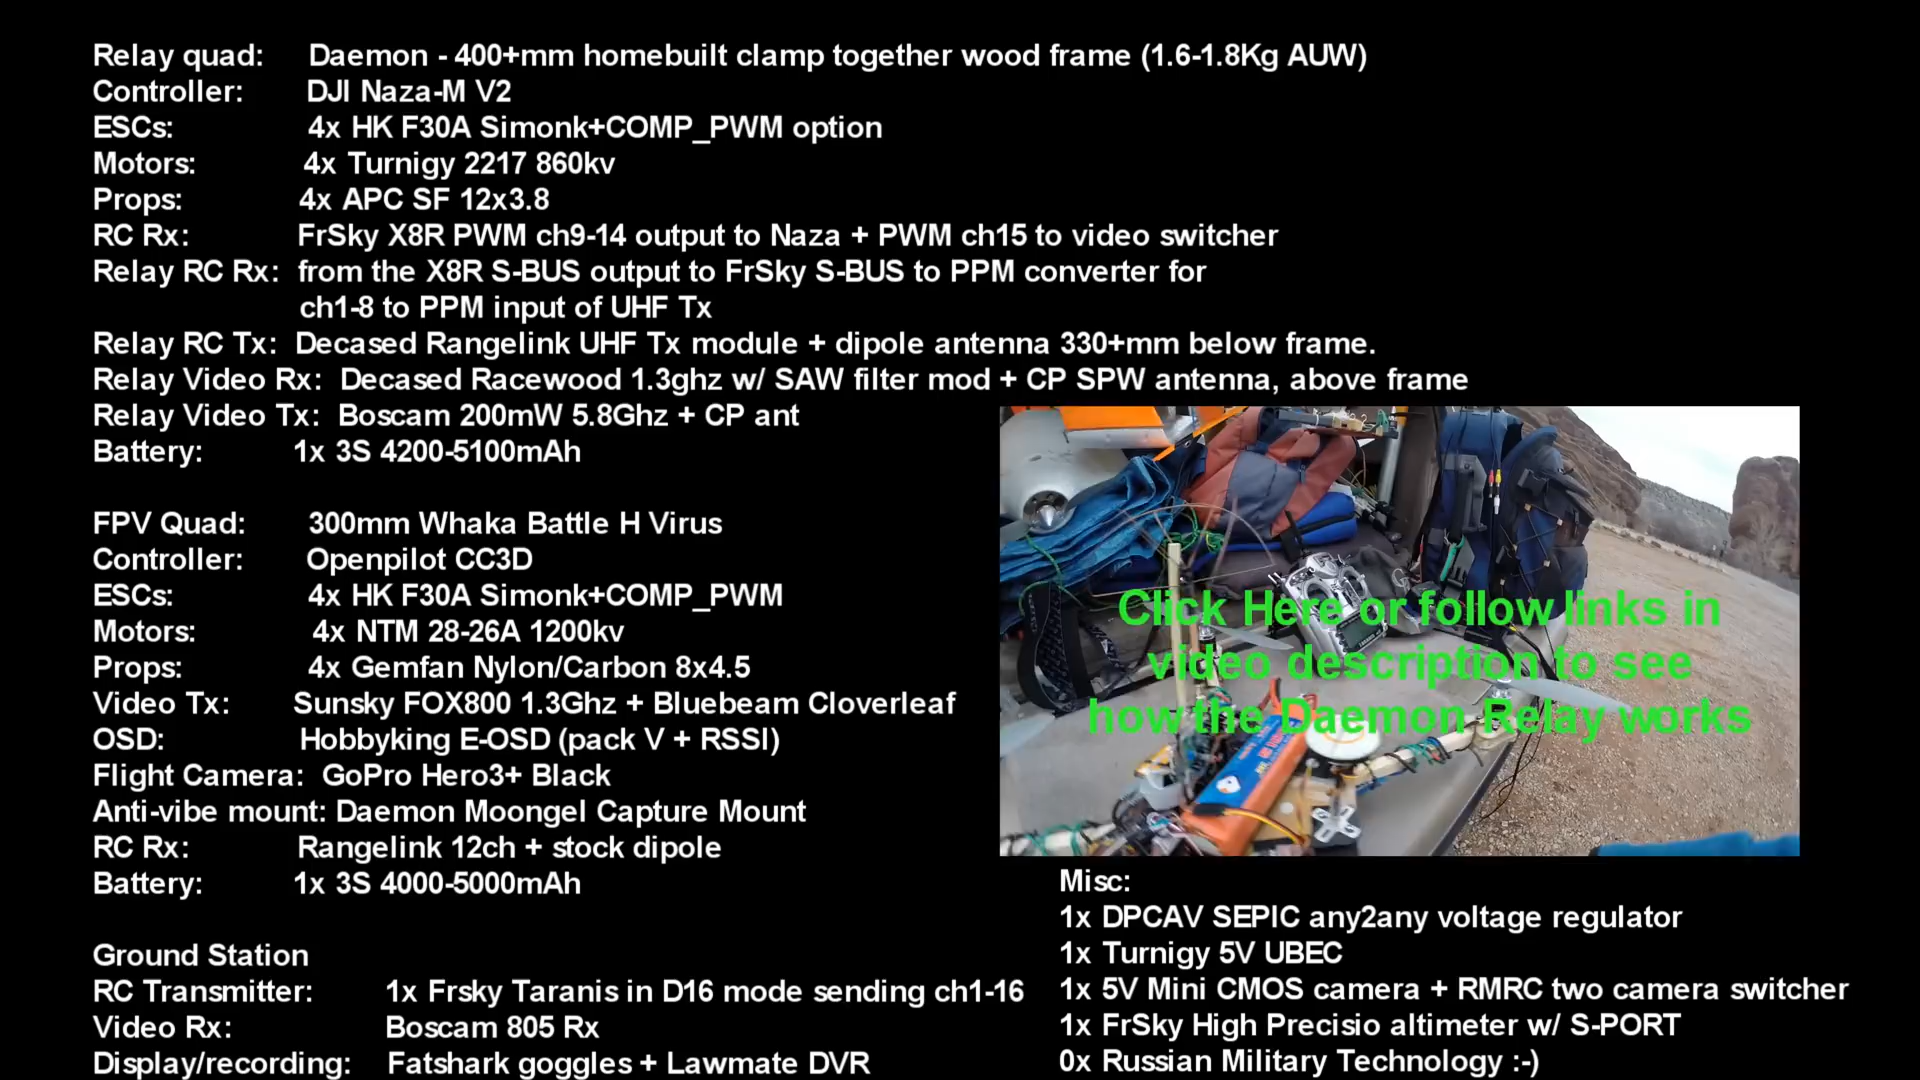 Relay quad: Daemon - 400+mm homebuilt clamp together wood frame (1.6-1.8Kg AUW)
Controller: DJI Naza-M V2
ESCs: 4x HK F30A Simonk+COMP_PWM option
Motors: 4x Turnigy 2217 860kv
Props: 4x APC SF 12x3.8
RC Rx: FrSky X8R PWM ch9-14 output to Naza + PWM ch15 to video switcher
Relay RC Rx: from the X8R S-BUS output to FrSky S-BUS to PPM converter for
ch1-8 to PPM input of UHF Tx
Relay RC Tx: Decased Rangelink UHF Tx module + dipole antenna 330+mm below frame.
Relay Video Rx: Decased Racewood 1.3ghz w/ SAW filter mod + CP SPW antenna, above frame
Relay Video Tx: Boscam 200mW 5.8Ghz + CP ant
Battery: 1x 3S 4200-5100mAh
FPV Quad: 300mm Whaka Battle H Virus
Controller: Openpilot CC3D
ESCs: 4x HK F30A Simonk+COMP_PWM
Motors: 4x NTM 28-26A 1200kv
Props: 4x Gemfan Nylon/Carbon 8x4.5
Video Tx: Sunsky FOX800 1.3Ghz + Bluebeam Cloverleaf
OSD: Hobbyking E-OSD (pack V + RSSI)
Flight Camera: GoPro Hero3+ Black
Anti-vibe mount: Daemon Moongel Capture Mount
RC Rx: Rangelink 12ch + stock dipole
Battery: 1x 3S 4000-5000mAh
Ground Station
RC Transmitter: 1x Frsky Taranis in D16 mode sending ch1-16
Video Rx: Boscam 805 Rx
Display/recording: Fatshark goggles + Lawmate DVR
Click Here or follow links in
video description to see
how the Daemon Relay works
Misc:
1x DPCAV SEPIC any2any voltage regulator
1x Turnigy 5V UBEC
1x 5V Mini CMOS camera + RMRC two camera switcher
1x FrSky High Precisio altimeter w/ S-PORT
0x Russian Military Technology :-)